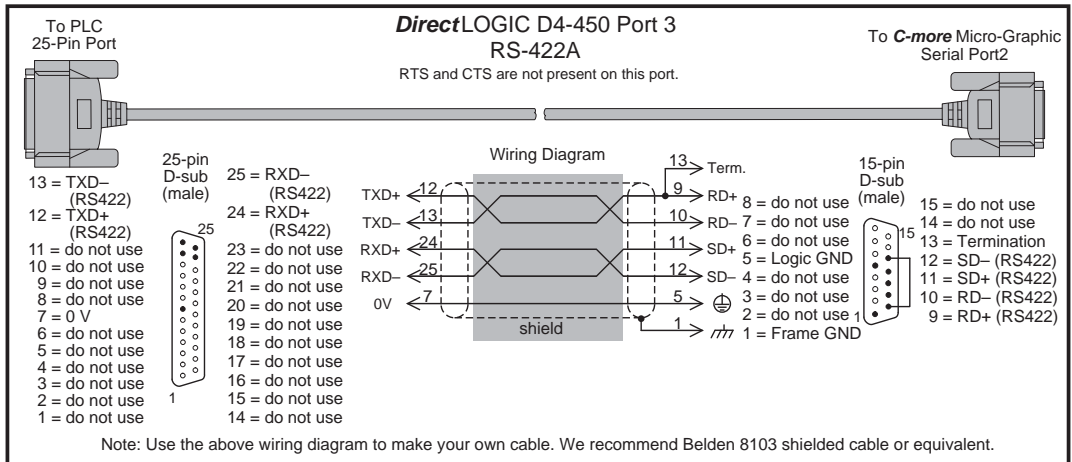 To PLC
25-Pin Port
DirectLOGIC D4-450 Port 3
RS-422A
RTS and CTS are not present on this port.
To C-more Micro-Graphic
Serial Port2
25-pin
D-sub
(male)
13 = TXD–
(RS422)
12 = TXD+
(RS422)
11 = do not use
10 = do not use
9 = do not use
8 = do not use
7 = 0 V
6 = do not use
5 = do not use
4 = do not use
3 = do not use
2 = do not use
1 = do not use
25
1
25 = RXD–
(RS422)
24 = RXD+
(RS422)
23 = do not use
22 = do not use
21 = do not use
20 = do not use
19 = do not use
18 = do not use
17 = do not use
16 = do not use
15 = do not use
14 = do not use
Wiring Diagram
13 Term.
TXD+ 12 9 RD+
TXD– 13 10 RD–
RXD+ 24 11 SD+
RXD– 25 12 SD–
0V 7 5
1
shield
8 = do not use
7 = do not use
6 = do not use
5 = Logic GND
4 = do not use
3 = do not use
2 = do not use
1 = Frame GND
15-pin
D-sub
(male)
15
1
15 = do not use
14 = do not use
13 = Termination
12 = SD– (RS422)
11 = SD+ (RS422)
10 = RD– (RS422)
9 = RD+ (RS422)
Note: Use the above wiring diagram to make your own cable. We recommend Belden 8103 shielded cable or equivalent.